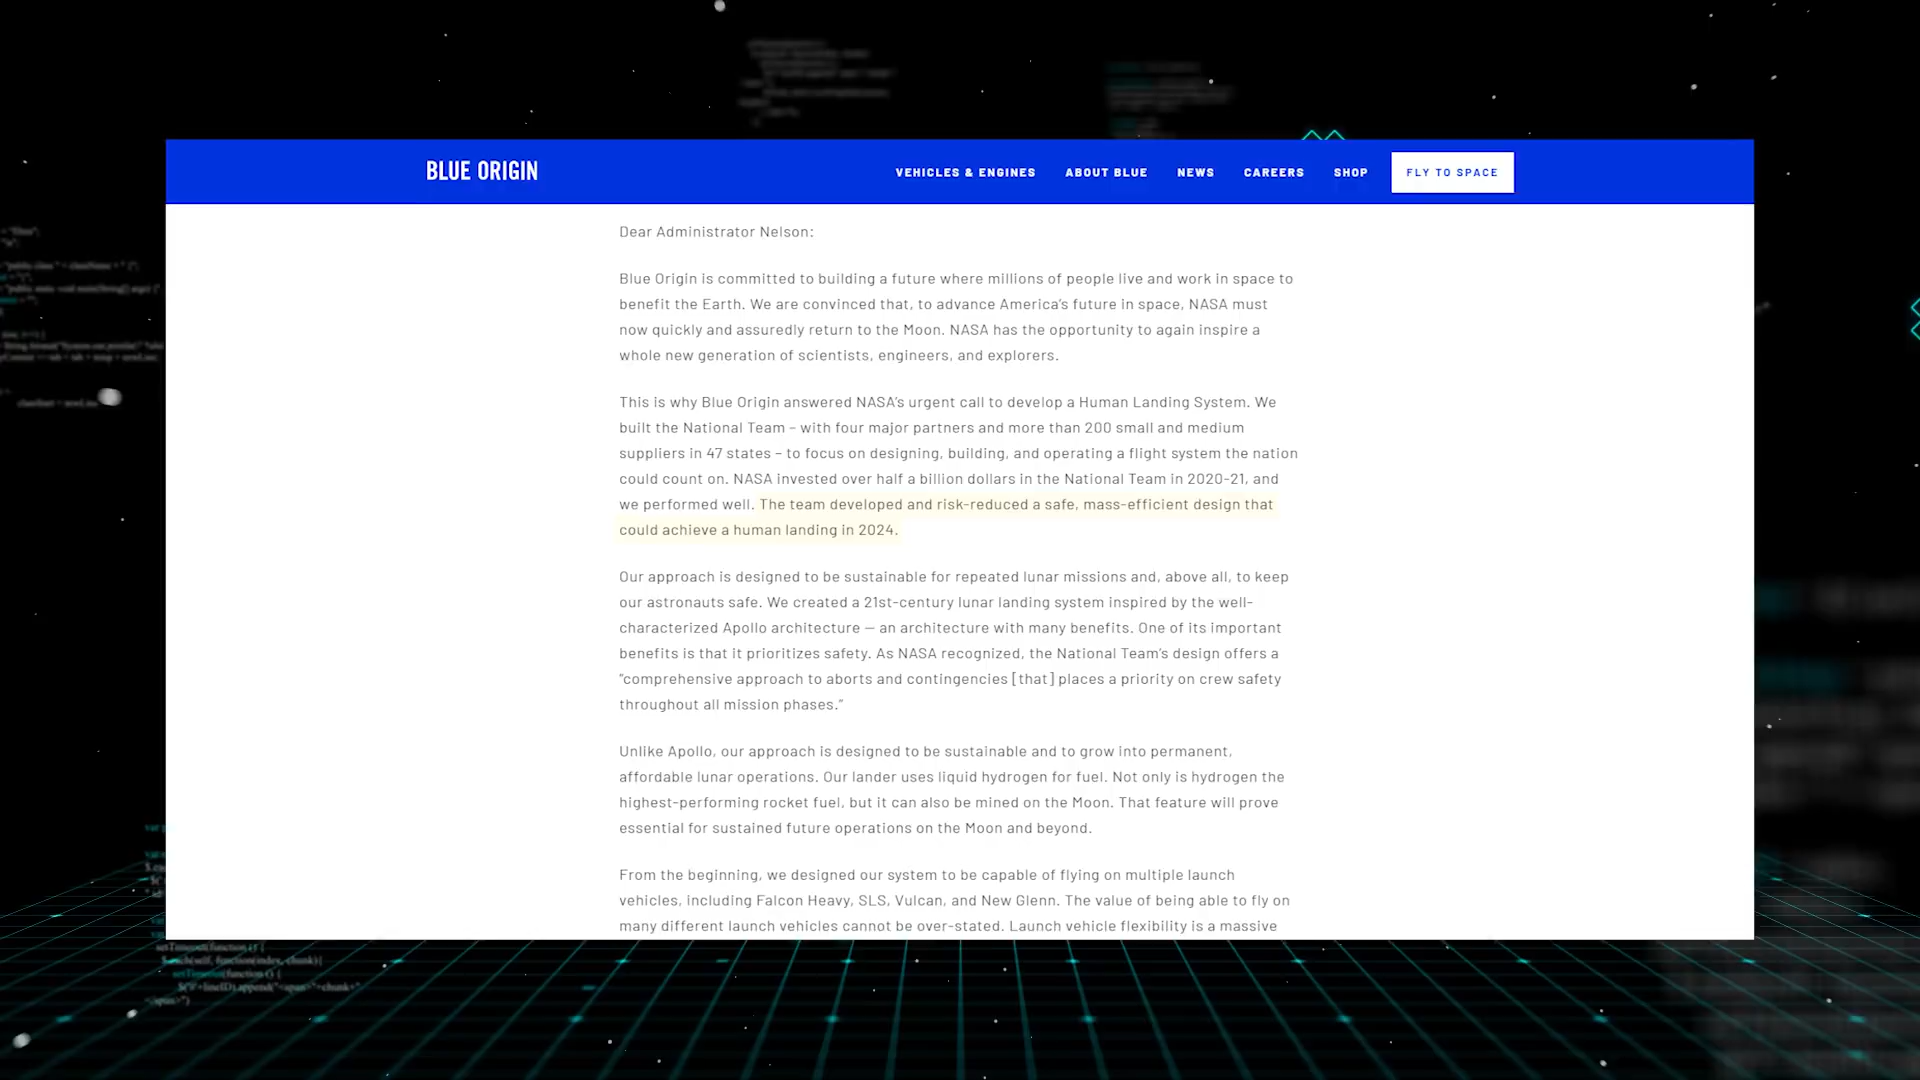 BLUE ORIGIN
VEHICLES & ENGINES ABOUT BLUE NEWS CAREERS SHOP FLY TO SPACE
Dear Administrator Nelson:
Blue Origin is committed to building a future where millions of people live and work in space to
benefit the Earth. We are convinced that, to advance America's future in space, NASA must
now quickly and assuredly return to the Moon. NASA has the opportunity to again inspire a
whole new generation of scientists, engineers, and explorers.
This is why Blue Origin answered NASA's urgent call to develop a Human Landing System. We
built the National Team – with four major partners and more than 200 small and medium
suppliers in 47 states – to focus on designing, building, and operating a flight system the nation
could count on. NASA invested over half a billion dollars in the National Team in 2020-21, and
we performed well. The team developed and risk-reduced a safe, mass-efficient design that
could achieve a human landing in 2024.
Our approach is designed to be sustainable for repeated lunar missions and, above all, to keep
our astronauts safe. We created a 21st-century lunar landing system inspired by the well-
characterized Apollo architecture — an architecture with many benefits. One of its important
benefits is that it prioritizes safety. As NASA recognized, the National Team's design offers a
"comprehensive approach to aborts and contingencies [that] places a priority on crew safety
throughout all mission phases."
Unlike Apollo, our approach is designed to be sustainable and to grow into permanent,
affordable lunar operations. Our lander uses liquid hydrogen for fuel. Not only is hydrogen the
highest-performing rocket fuel, but it can also be mined on the Moon. That feature will prove
essential for sustained future operations on the Moon and beyond.
From the beginning, we designed our system to be capable of flying on multiple launch
vehicles, including Falcon Heavy, SLS, Vulcan, and New Glenn. The value of being able to fly on
many different launch vehicles cannot be over-stated. Launch vehicle flexibility is a massive
setTimeout(function () {